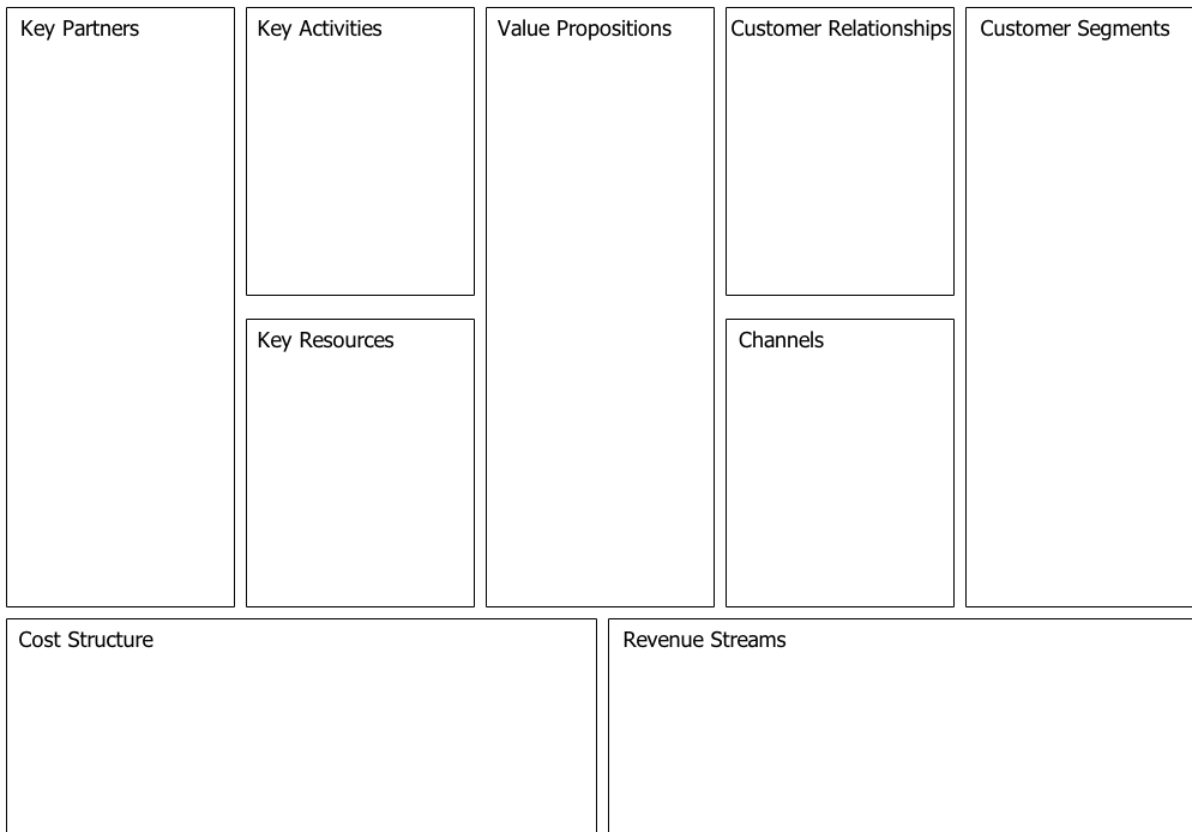 Key Partners
Key Activities
Value Propositions
Customer Relationships
Customer Segments
Key Resources
Channels
Cost Structure
Revenue Streams